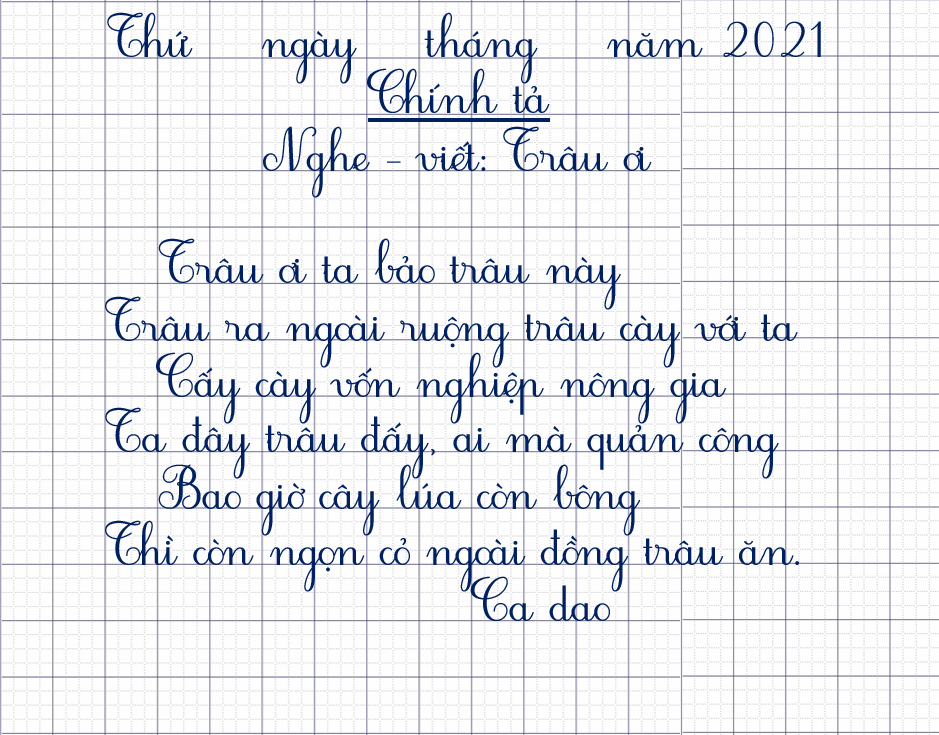 Thứ ngày tháng năm 2021
Chính tả
Nghe - viết: Trâu ơi
Trâu ơi ta bảo trâu này
Trâu ra ngoài ruộng trâu cày với ta
Cấy cày vốn nghiệp nông gia
Ta đây trâu đấy, ai mà quản công
Bao giờ cây lúa còn bông
Thì còn ngọn cỏ ngoài đồng trâu ăn.
Ca dao